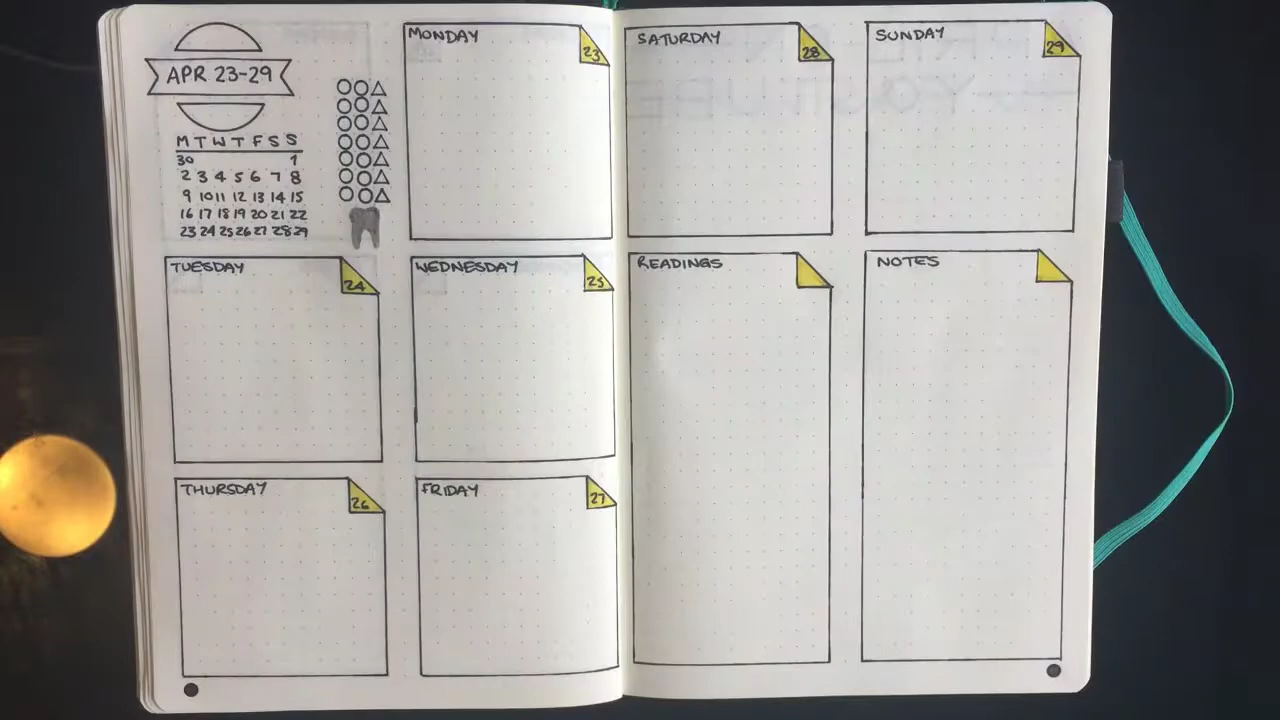 APR 23-29
M T W T F S S
30 1
2 3 4 5 6 7 8
9 10 11 12 13 14 15
16 17 18 19 20 21 22
23 24 25 26 27 28 29
MONDAY
23
TUESDAY
24
WEDNESDAY
25
THURSDAY
26
FRIDAY
27
SATURDAY
28
SUNDAY
29
READINGS
NOTES